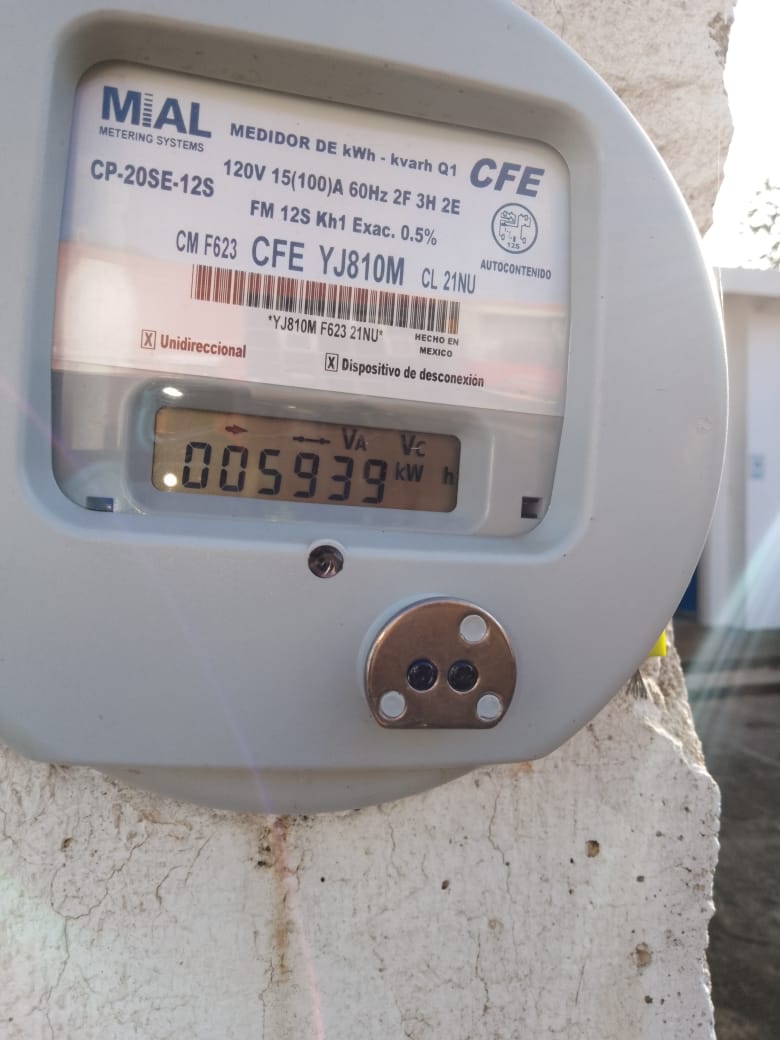 MIAL
METERING SYSTEMS
MEDIDOR DE kWh - kvarh Q1
CFE
CP-20SE-12S
120V 15(100)A 60Hz 2F 3H 2E
FM 12S Kh1 Exac. 0.5%
12S
AUTOCONTENIDO
CM F623 CFE YJ810M CL 21NU
*YJ810M F623 21NU*
HECHO EN
MEXICO
X Unidireccional
X Dispositivo de desconexión
VA VC
005939 kW h